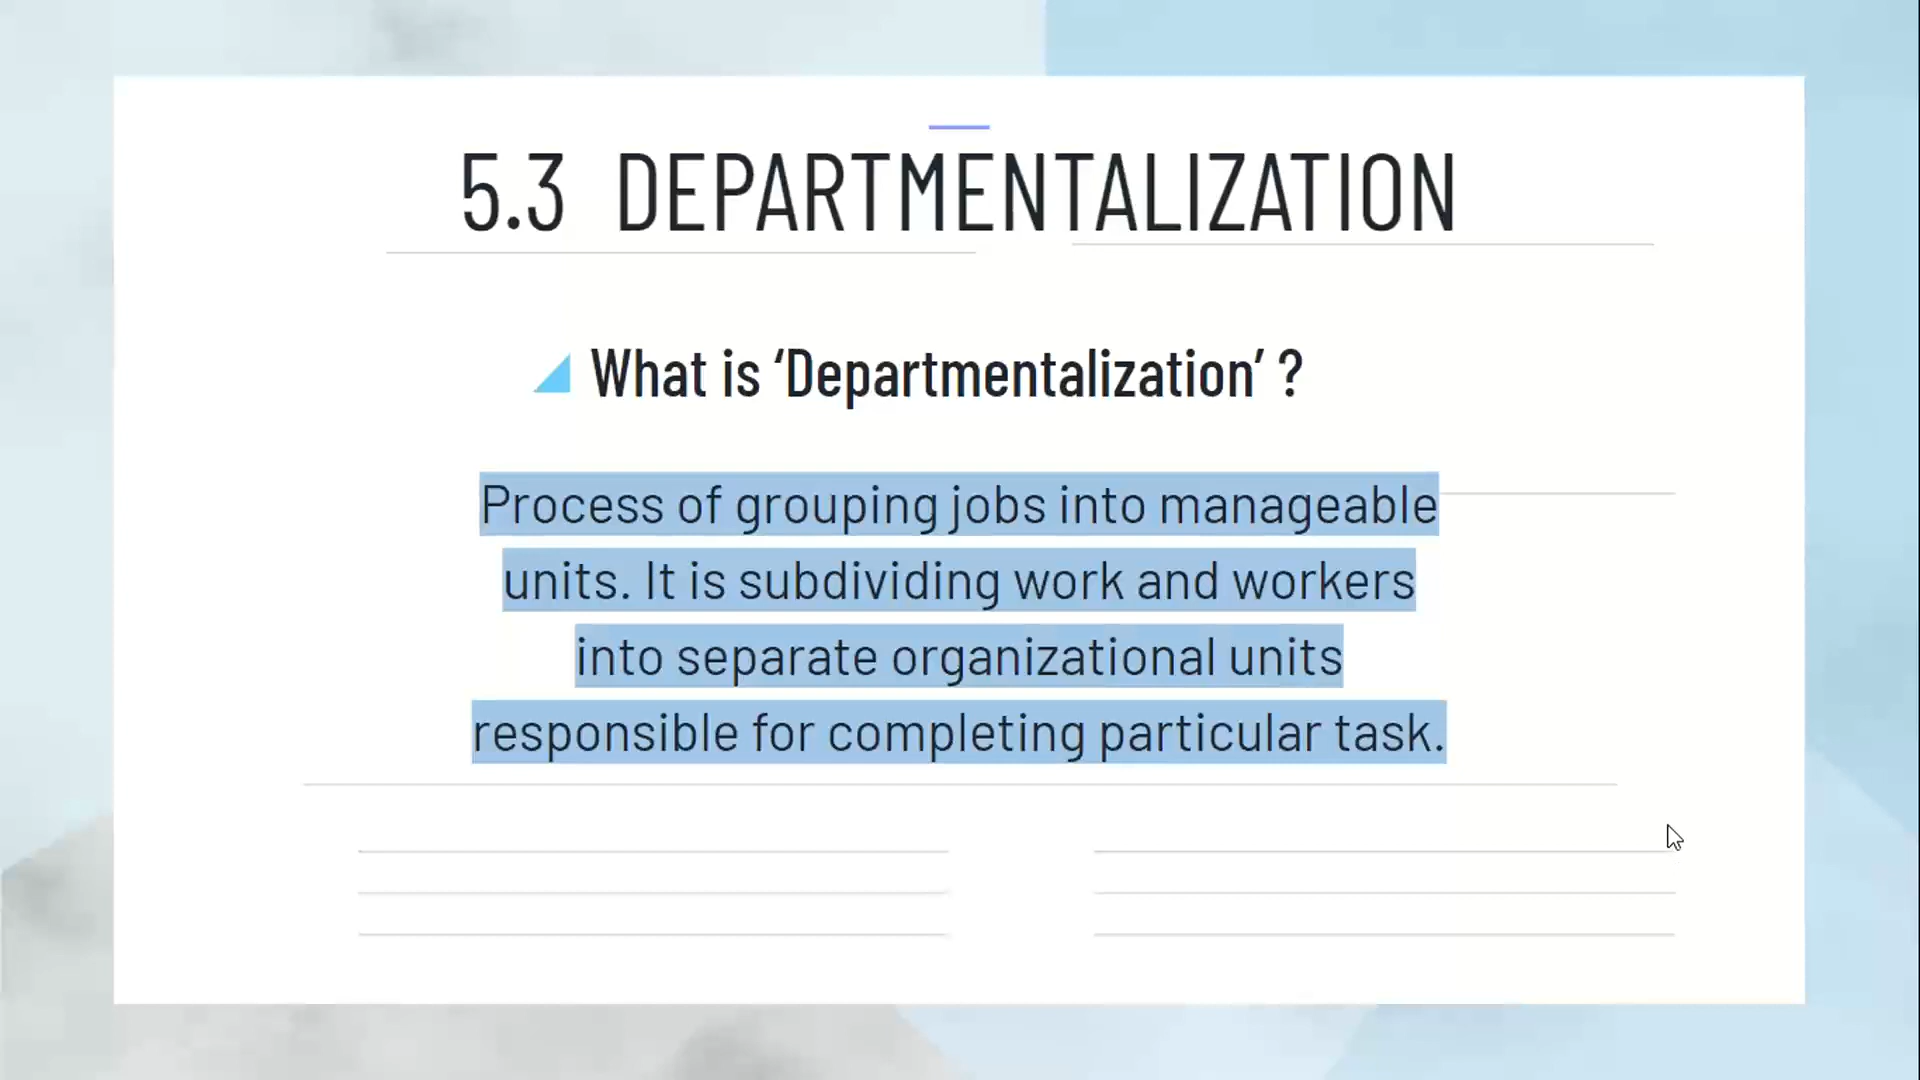 5.3 DEPARTMENTALIZATION
What is ‘Departmentalization’ ?
Process of grouping jobs into manageable
units. It is subdividing work and workers
into separate organizational units
responsible for completing particular task.